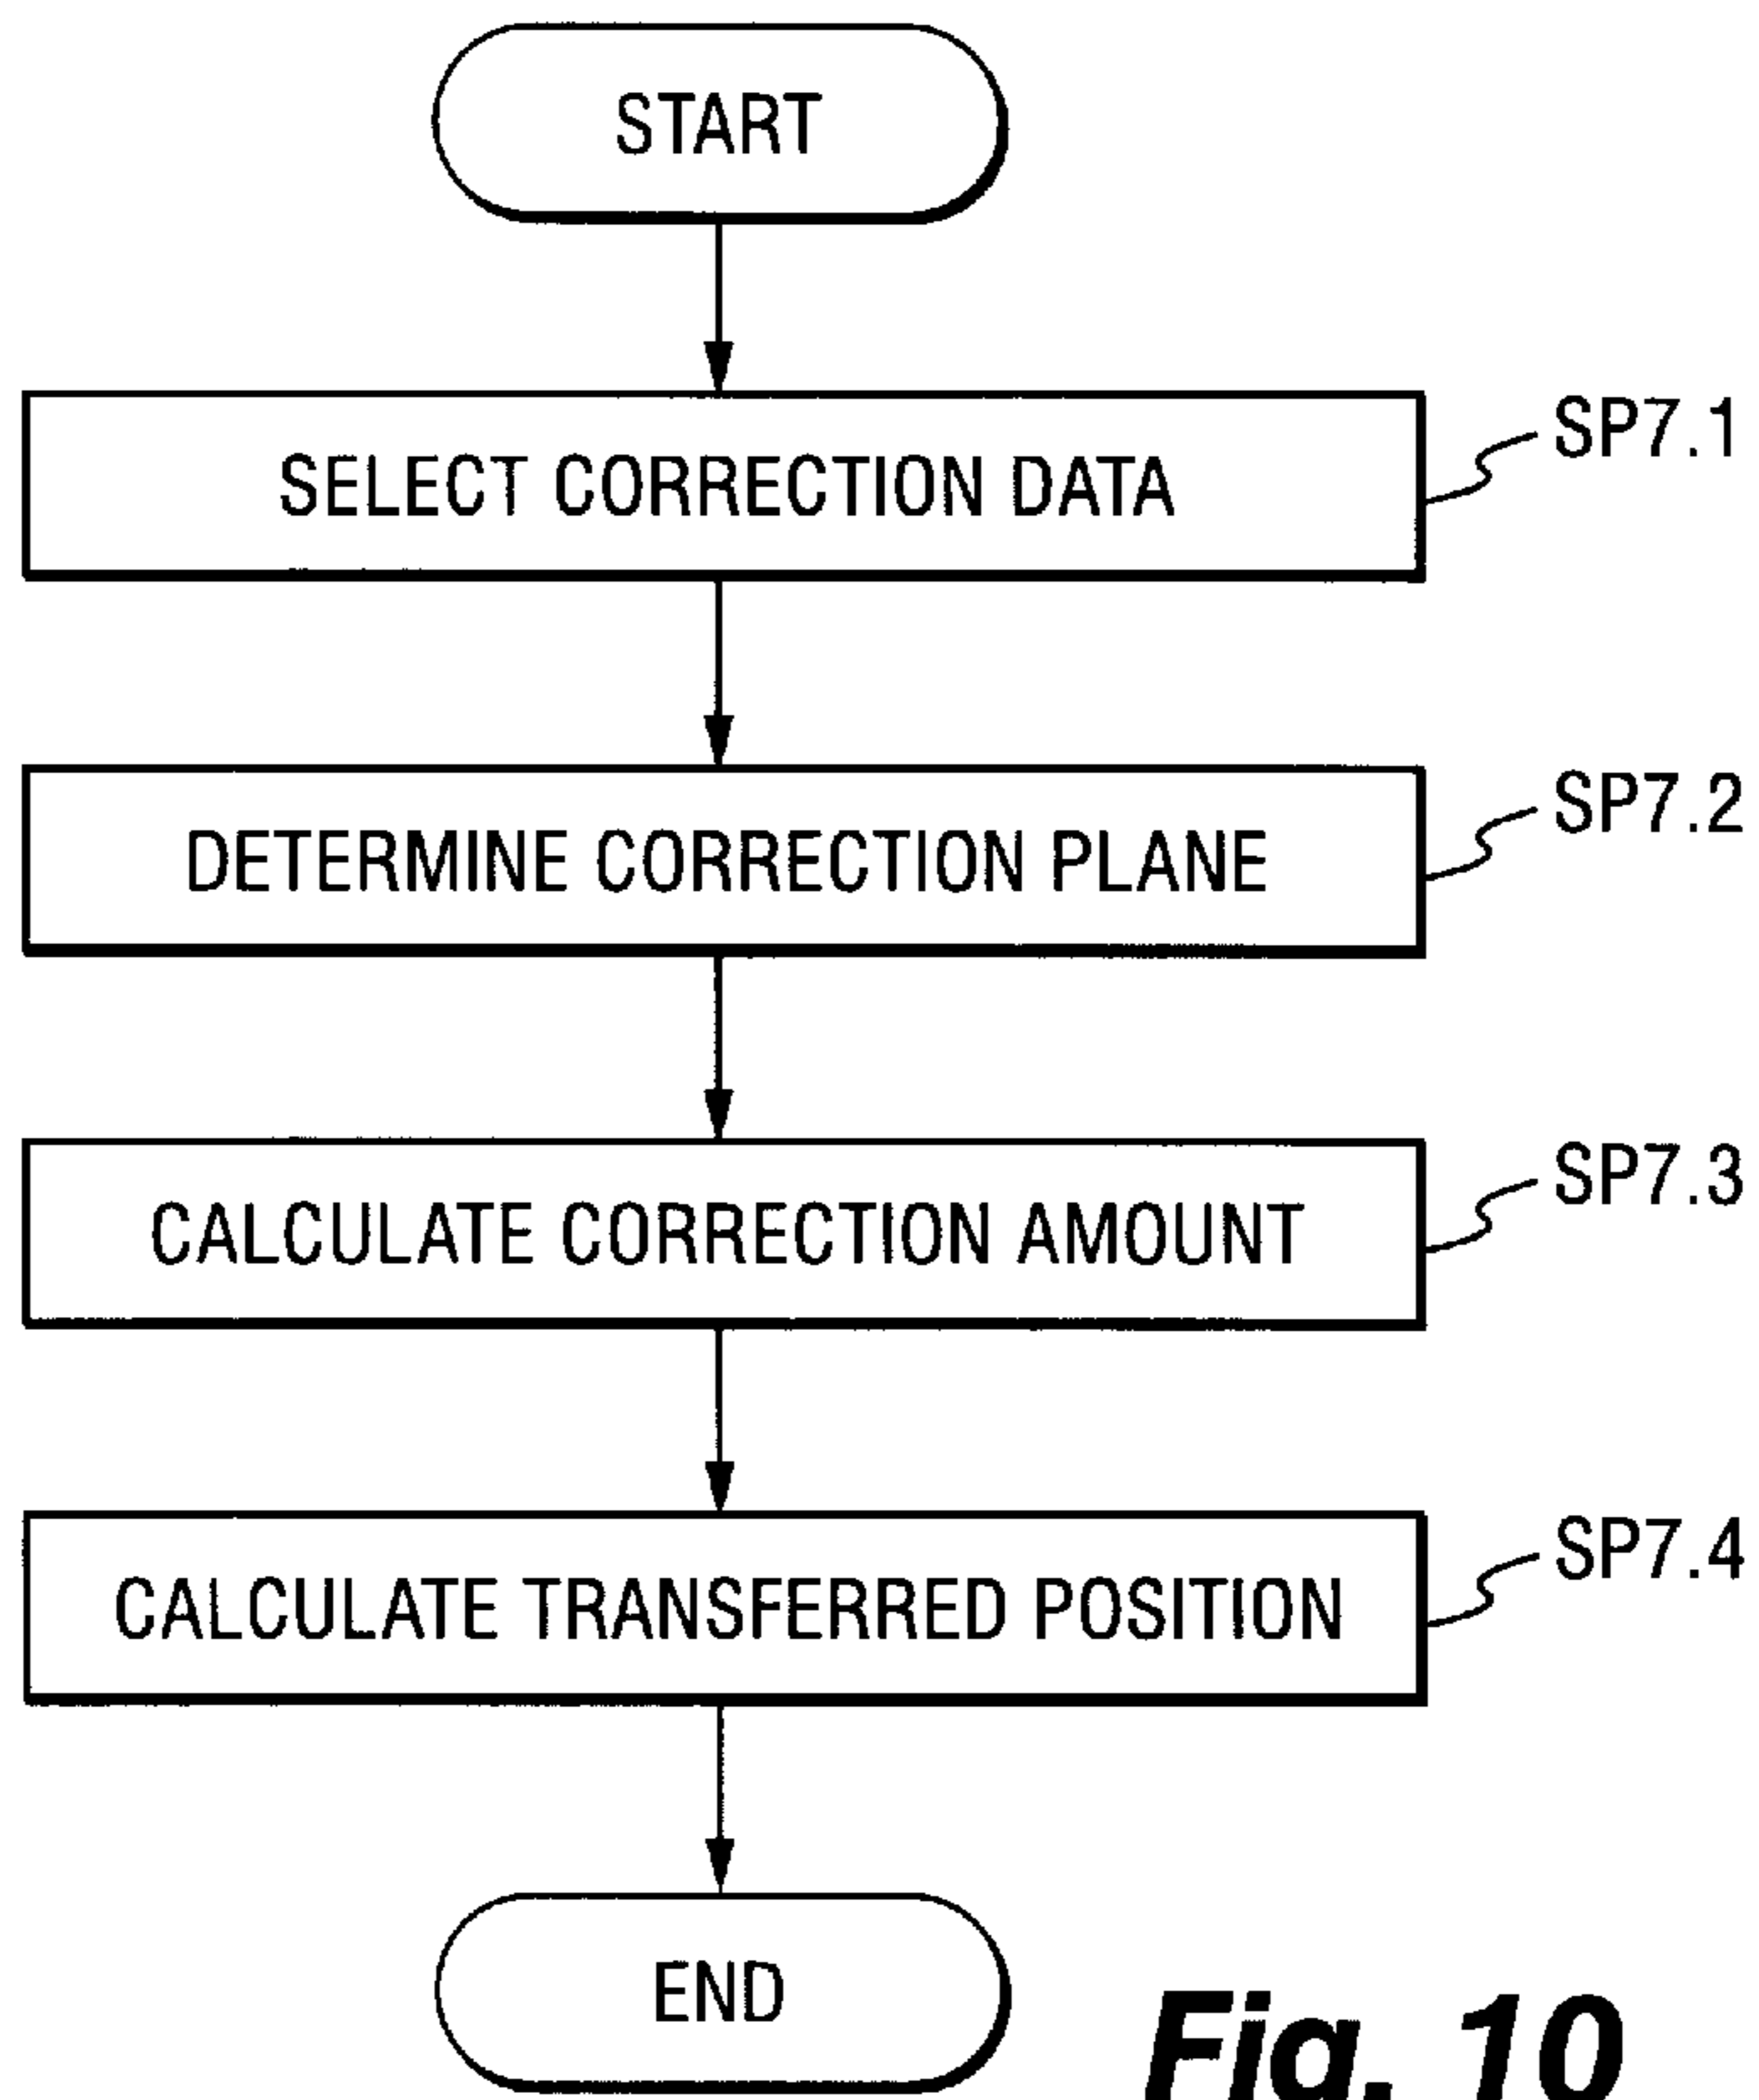 START
SELECT CORRECTION DATA
SP7.1
DETERMINE CORRECTION PLANE
SP7.2
CALCULATE CORRECTION AMOUNT
SP7.3
CALCULATE TRANSFERRED POSITION
SP7.4
END
Fig. 10